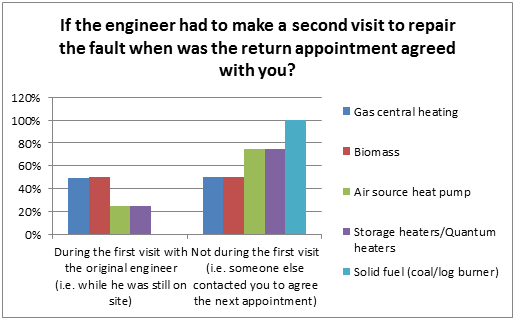 If the engineer had to make a second visit to repair
the fault when was the return appointment agreed
with you?
120%
100%
80%
60%
40%
20%
0%
During the first visit with
the original engineer
(i.e. while he was still on
site)
Not during the first visit
(i.e. someone else
contacted you to agree
the next appointment)
Gas central heating
Biomass
Air source heat pump
Storage heaters/Quantum
heaters
Solid fuel (coal/log burner)